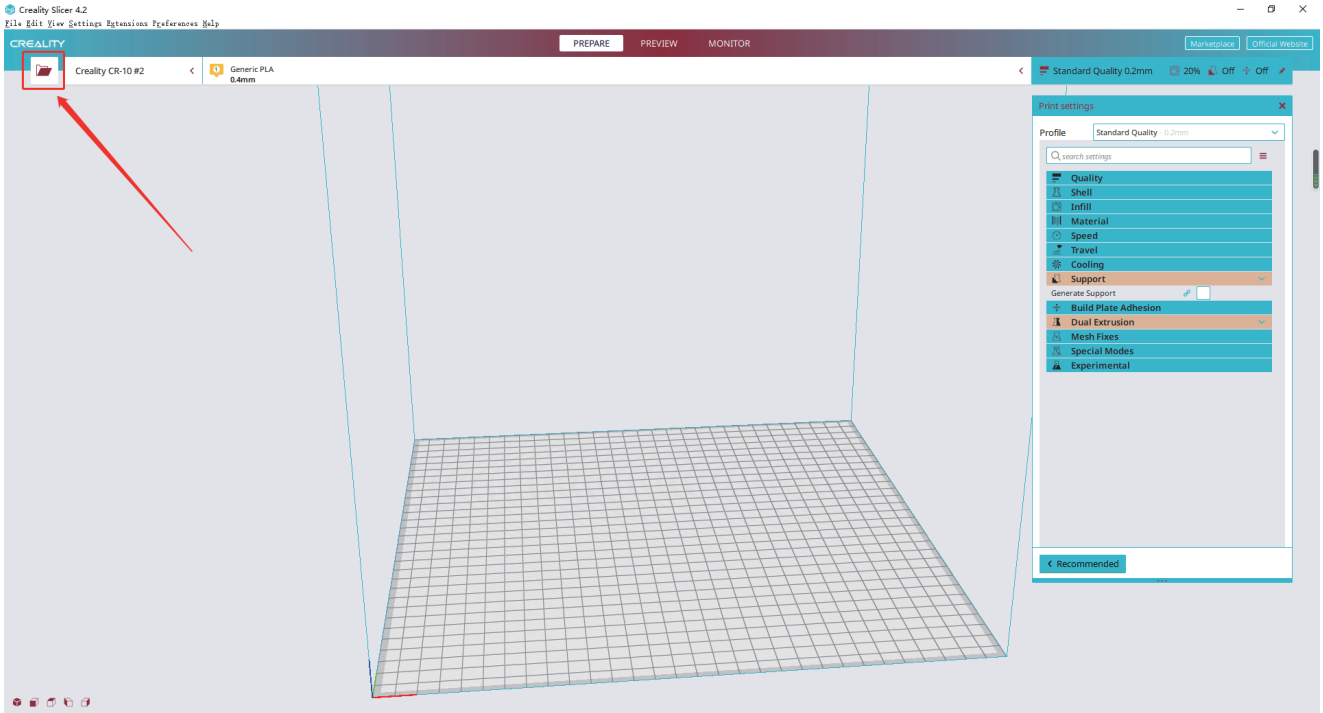 Creality Slicer 4.2
File Edit View Settings Extensions Preferences Help
CREALITY
PREPARE PREVIEW MONITOR
Marketplace Official Website
Creality CR-10 #2
1
Generic PLA
0.4mm
Standard Quality 0.2mm 20% Off Off
Print settings
Profile Standard Quality - 0.2mm
search settings
Quality
Shell
Infill
Material
Speed
Travel
Cooling
Support
Generate Support
Build Plate Adhesion
Dual Extrusion
Mesh Fixes
Special Modes
Experimental
Recommended